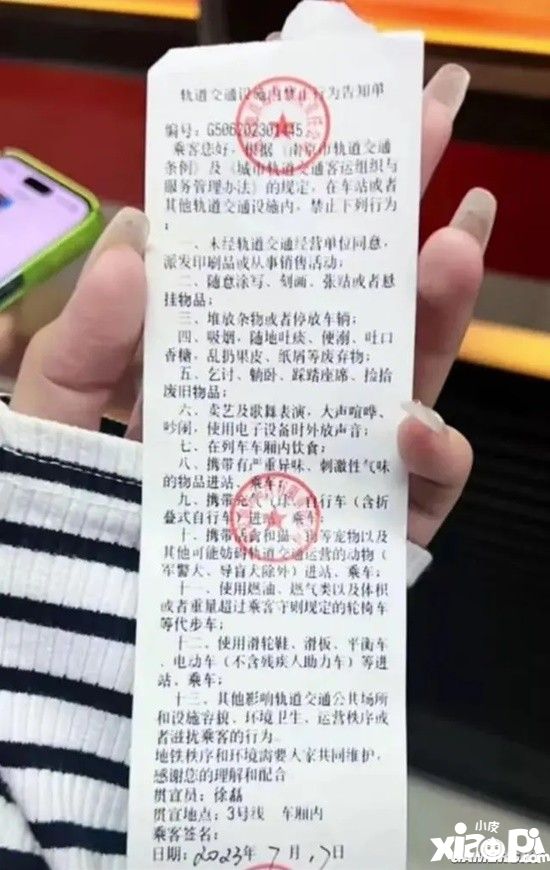 轨道交通设施内禁止行为告知单
编号: G506202301445
乘客您好, 根据《南京市轨道交通
条例》及《城市轨道交通客运组织与
服务管理办法》的规定, 在车站或者
其他轨道交通设施内, 禁止下列行为
:
一、未经轨道交通经营单位同意,
派发印刷品或从事销售活动;
二、随意涂写、刻画、张贴或者悬
挂物品;
三、堆放杂物或者停放车辆;
四、吸烟, 随地吐痰、便溺、吐口
香糖, 乱扔果皮、纸屑等废弃物;
五、乞讨、躺卧、踩踏座席、捡拾
废旧物品;
六、卖艺及歌舞表演, 大声喧哗、
吵闹, 使用电子设备时外放声音;
七、在列车车厢内饮食;
八、携带有严重异味、刺激性气味
的物品进站、乘车;
九、携带充气气球、自行车（含折
叠式自行车）进站、乘车;
十、携带活禽和猫、狗等宠物以及
其他可能妨碍轨道交通运营的动物（
军警犬、导盲犬除外）进站、乘车;
十一、使用燃油、燃气类以及体积
或者重量超过乘客守则规定的轮椅车
等代步车;
十二、使用滑轮鞋、滑板、平衡车
、电动车（不含残疾人助力车）等进
站、乘车;
十三、其他影响轨道交通公共场所
和设施容貌、环境卫生、运营秩序或
者滋扰乘客的行为。
地铁秩序和环境需要大家共同维护,
感谢您的理解和配合
贯宣员: 徐磊
贯宣地点: 3号线 车厢内
乘客签名:
日期: 2023年7月17日
小皮
xiaopi